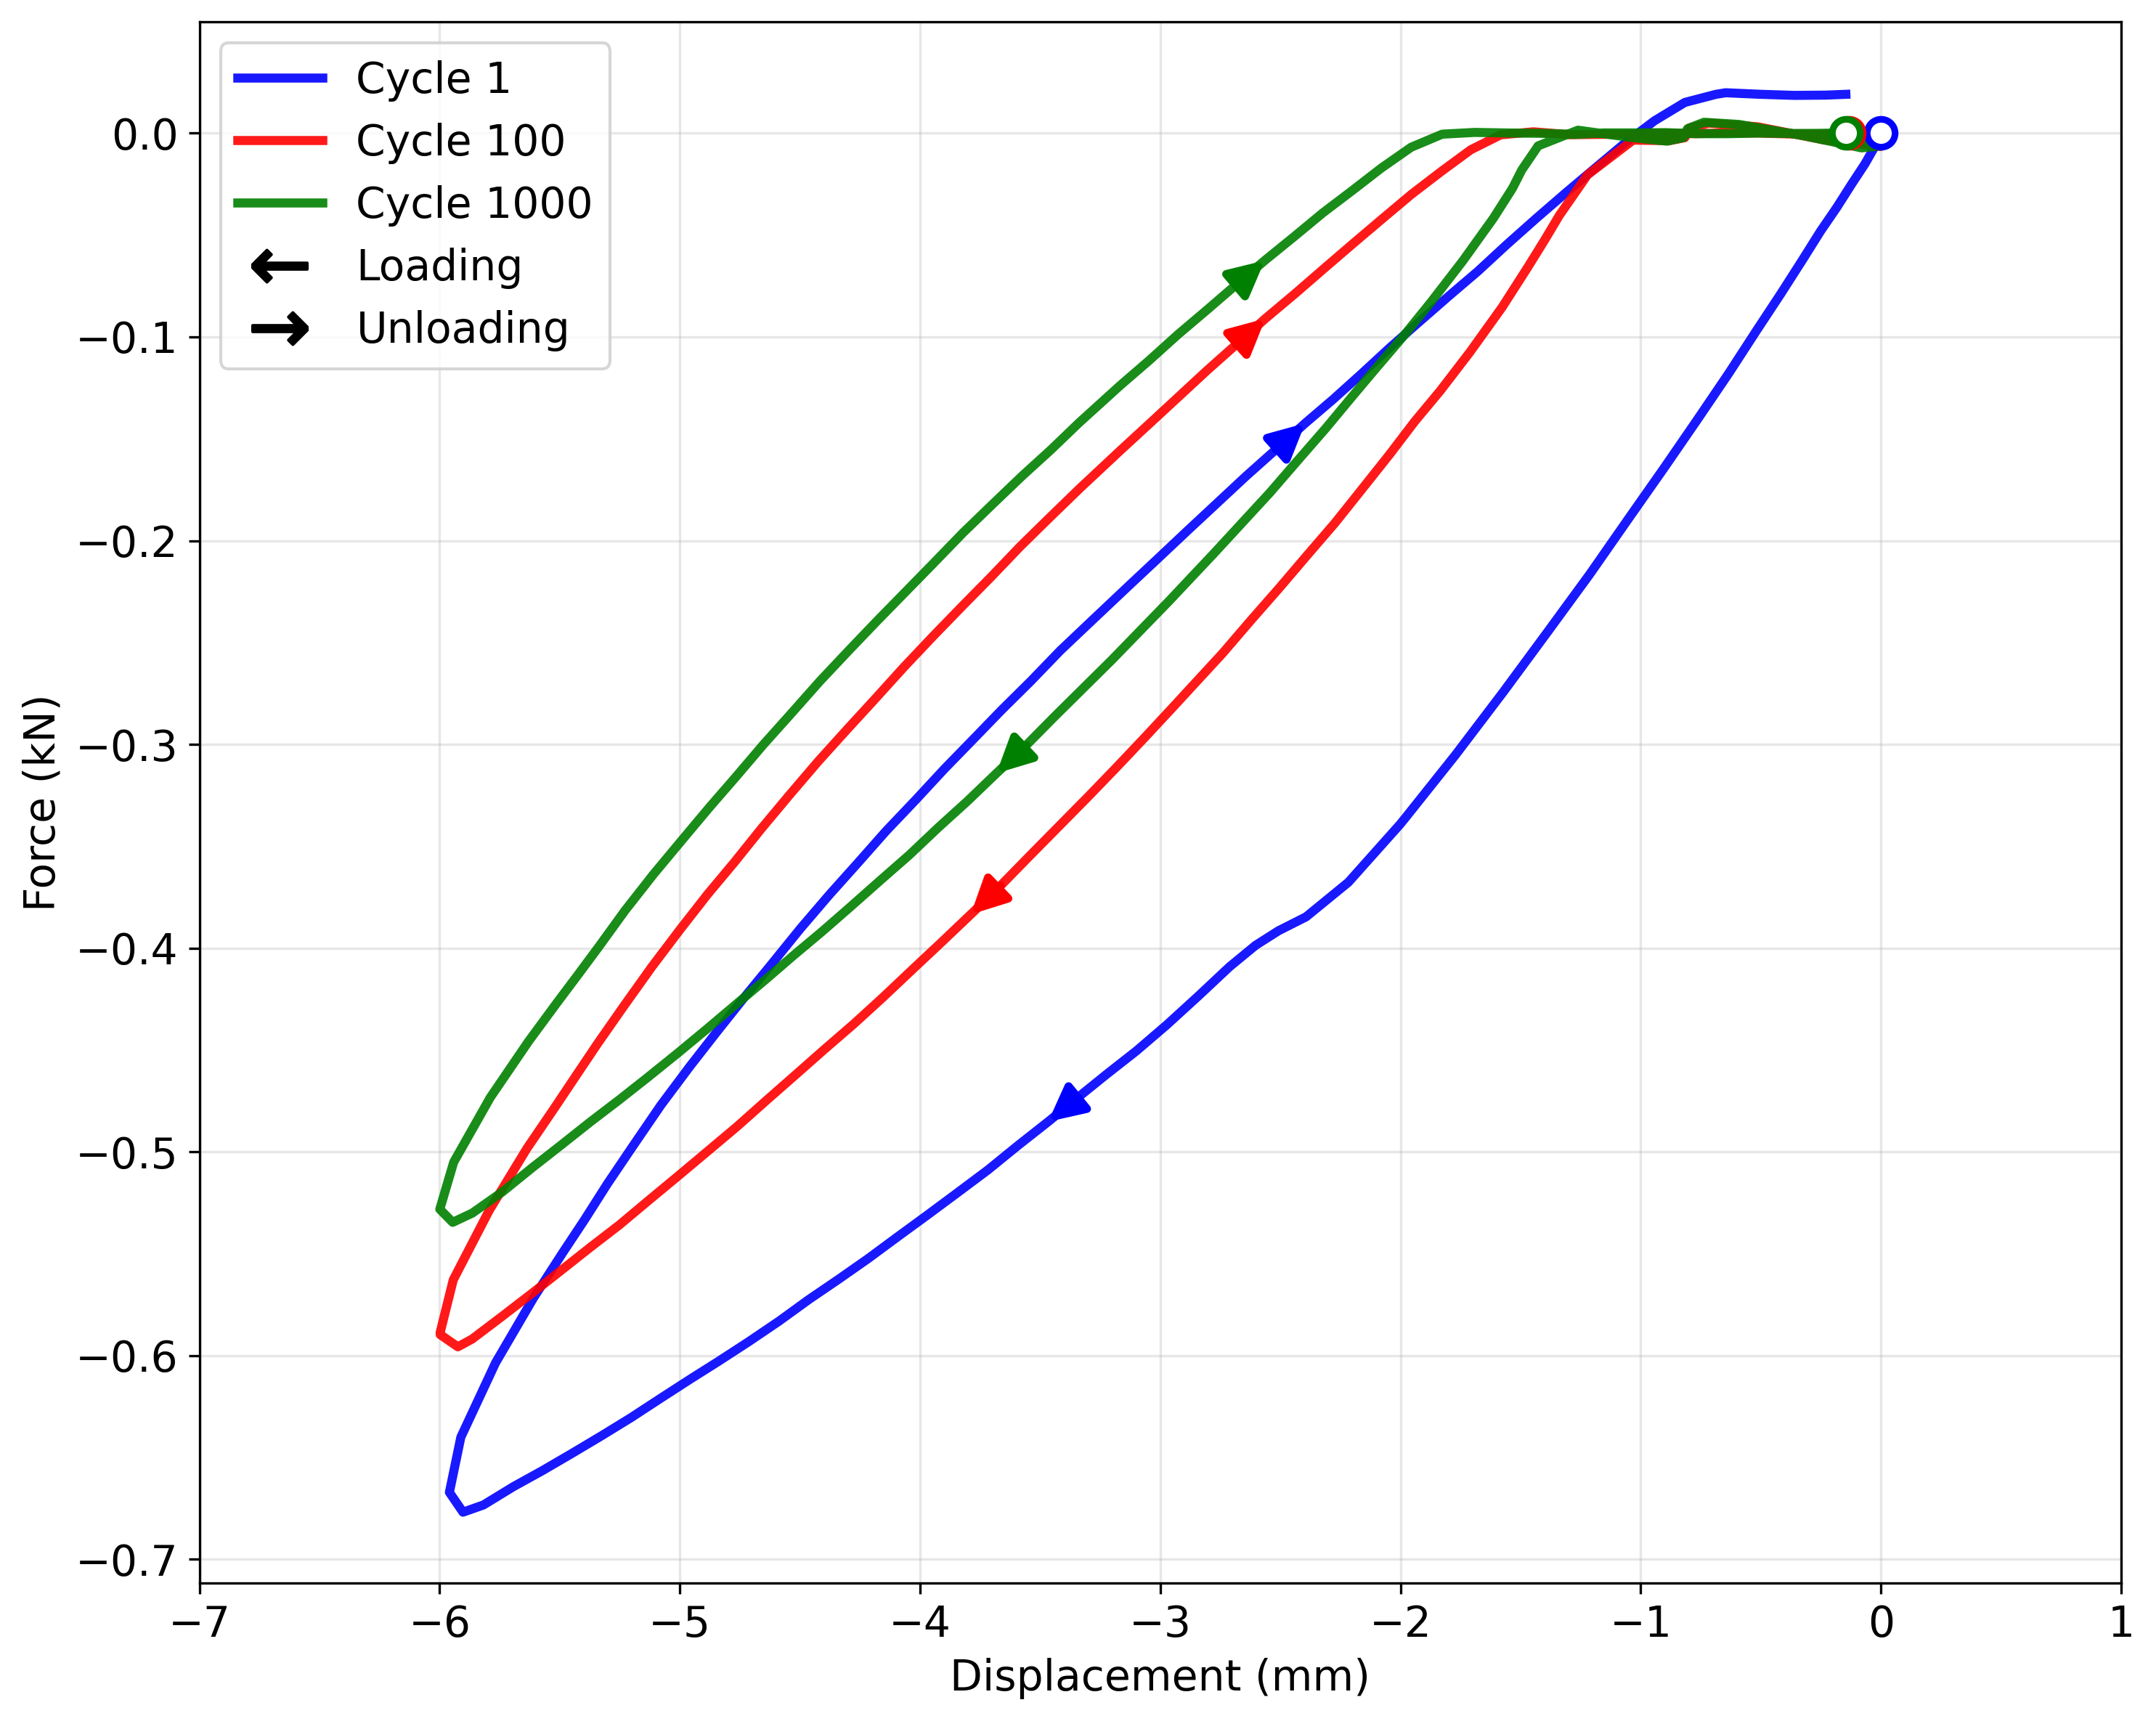 Cycle 1
Cycle 100
Cycle 1000
Loading
Unloading
0.0
−0.1
−0.2
−0.3
−0.4
−0.5
−0.6
−0.7
Force (kN)
−7 −6 −5 −4 −3 −2 −1 0 1
Displacement (mm)